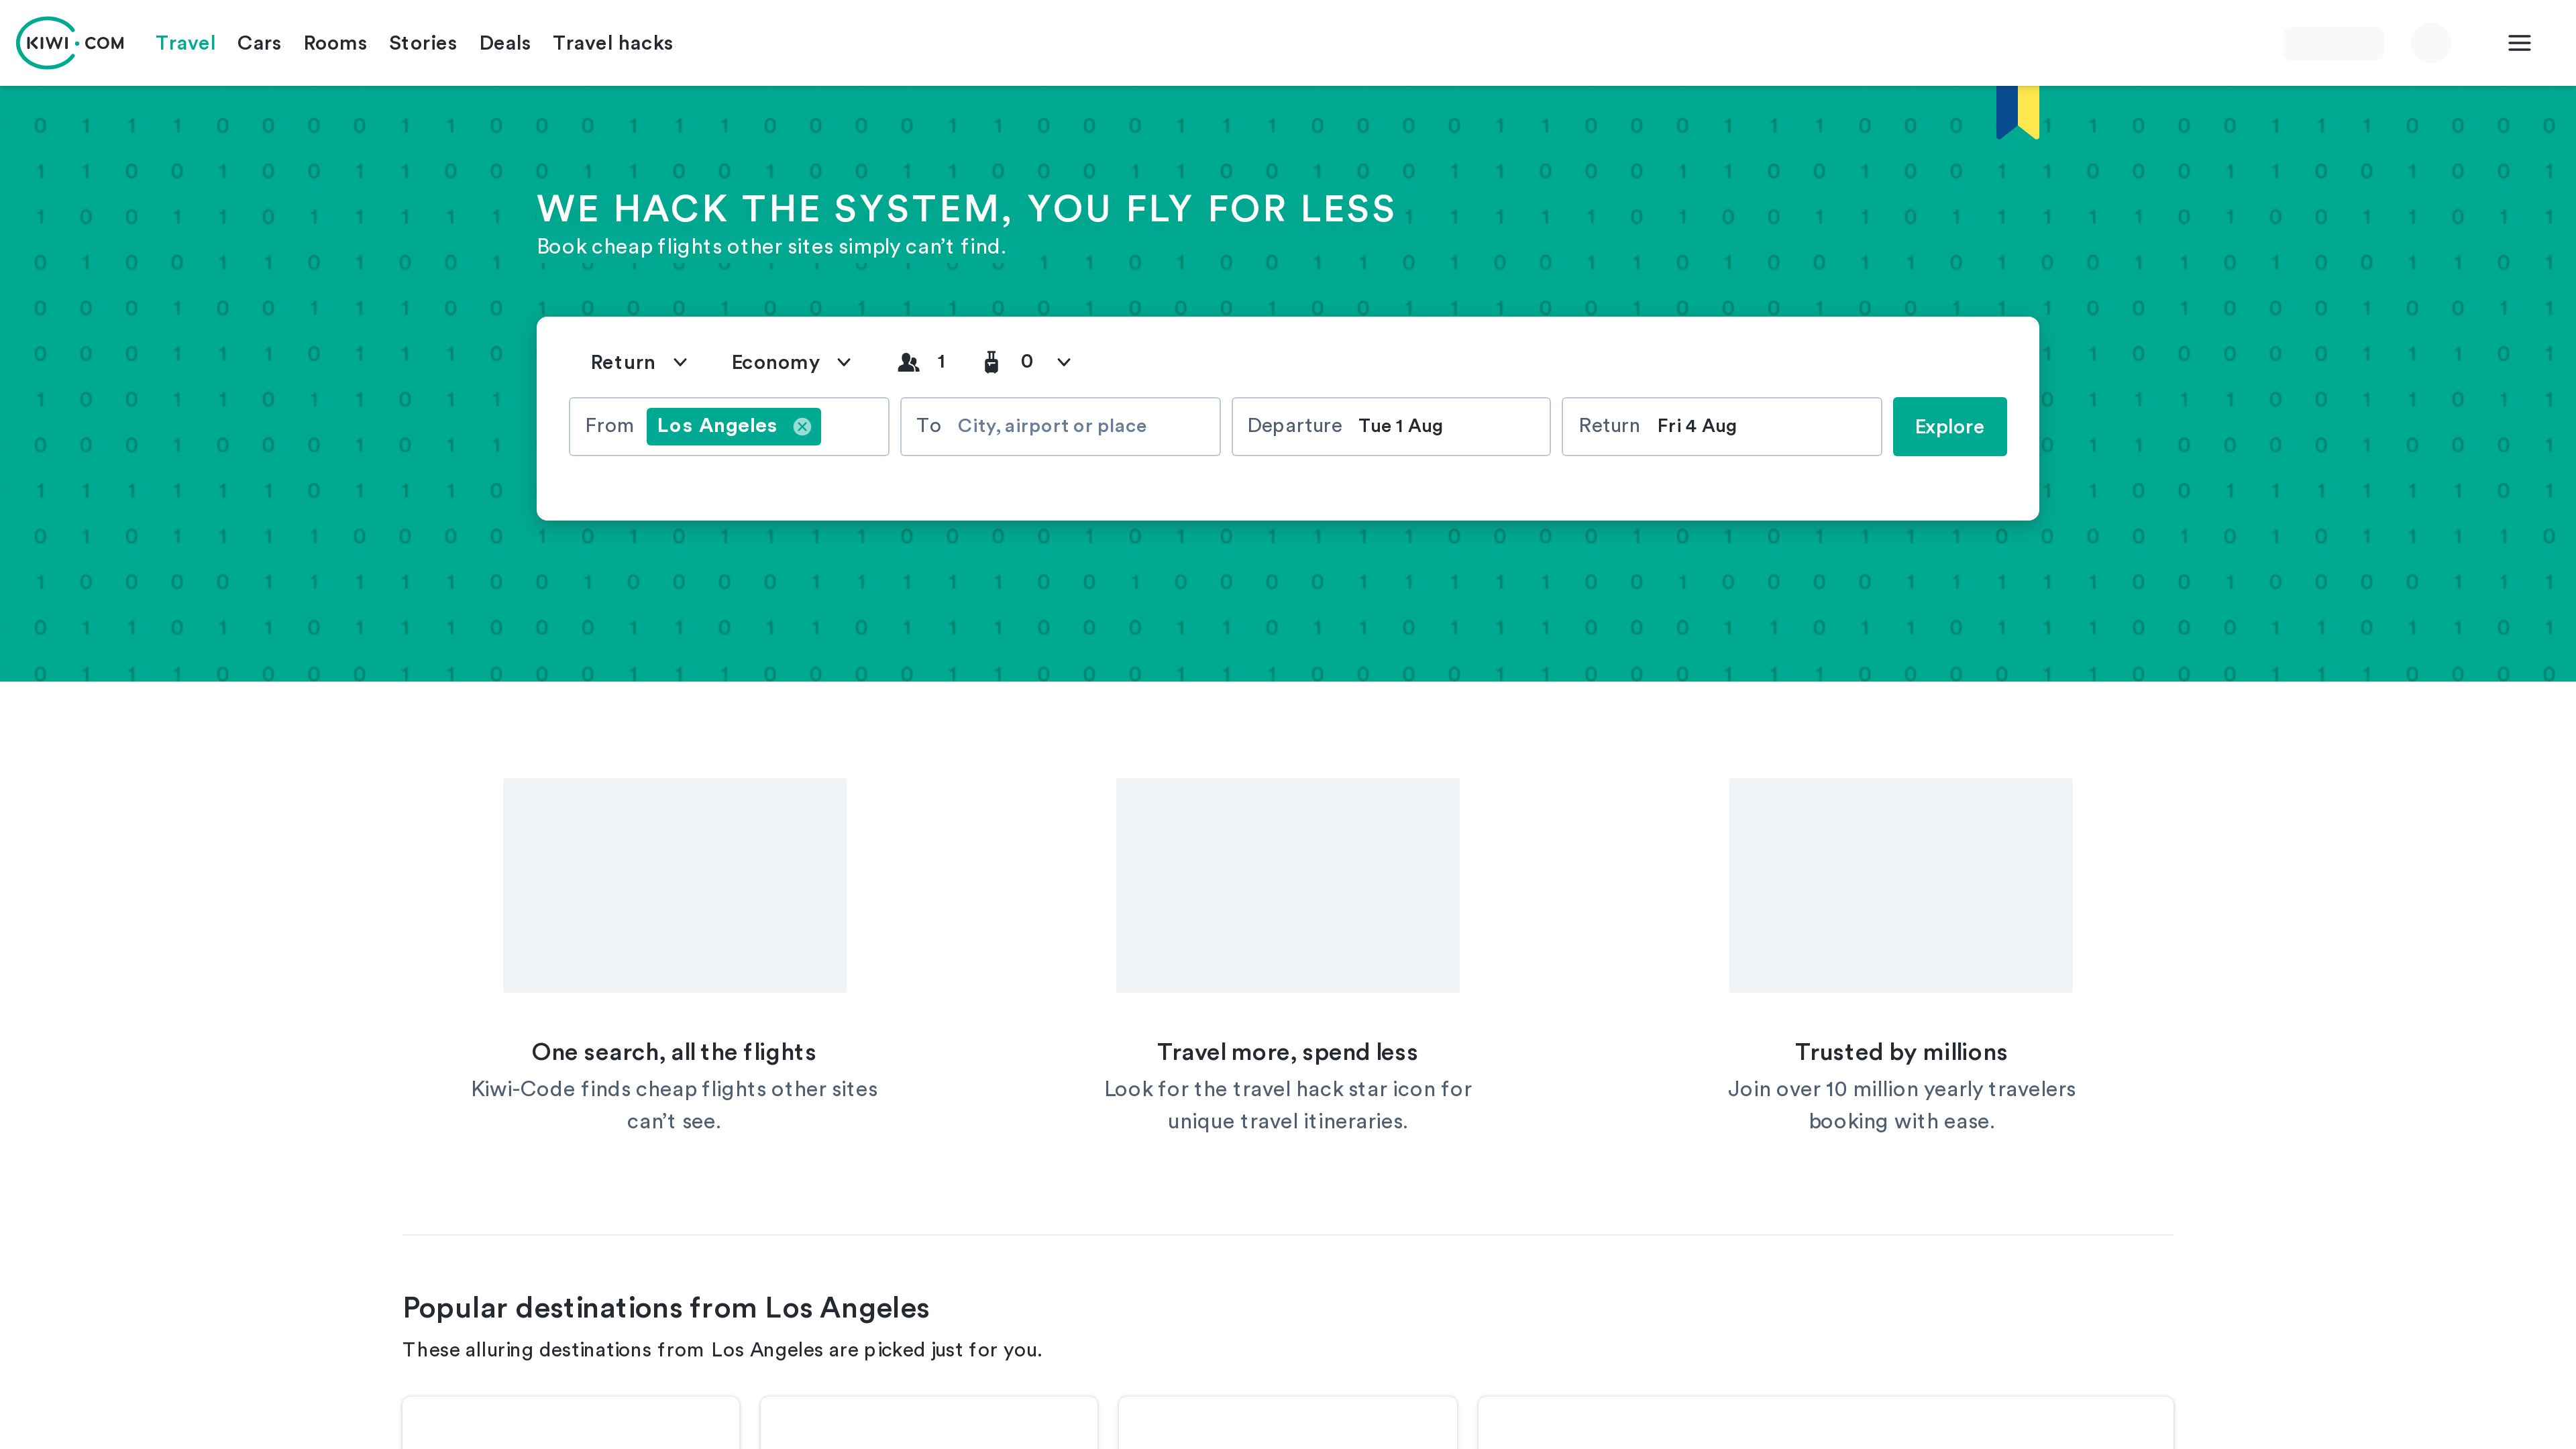 KIWI.COM Travel Cars Rooms Stories Deals Travel hacks
WE HACK THE SYSTEM, YOU FLY FOR LESS
Book cheap flights other sites simply can’t find.
Return Economy 1 0
From Los Angeles To City, airport or place Departure Tue 1 Aug Return Fri 4 Aug Explore
One search, all the flights
Kiwi-Code finds cheap flights other sites
can’t see.
Travel more, spend less
Look for the travel hack star icon for
unique travel itineraries.
Trusted by millions
Join over 10 million yearly travelers
booking with ease.
Popular destinations from Los Angeles
These alluring destinations from Los Angeles are picked just for you.